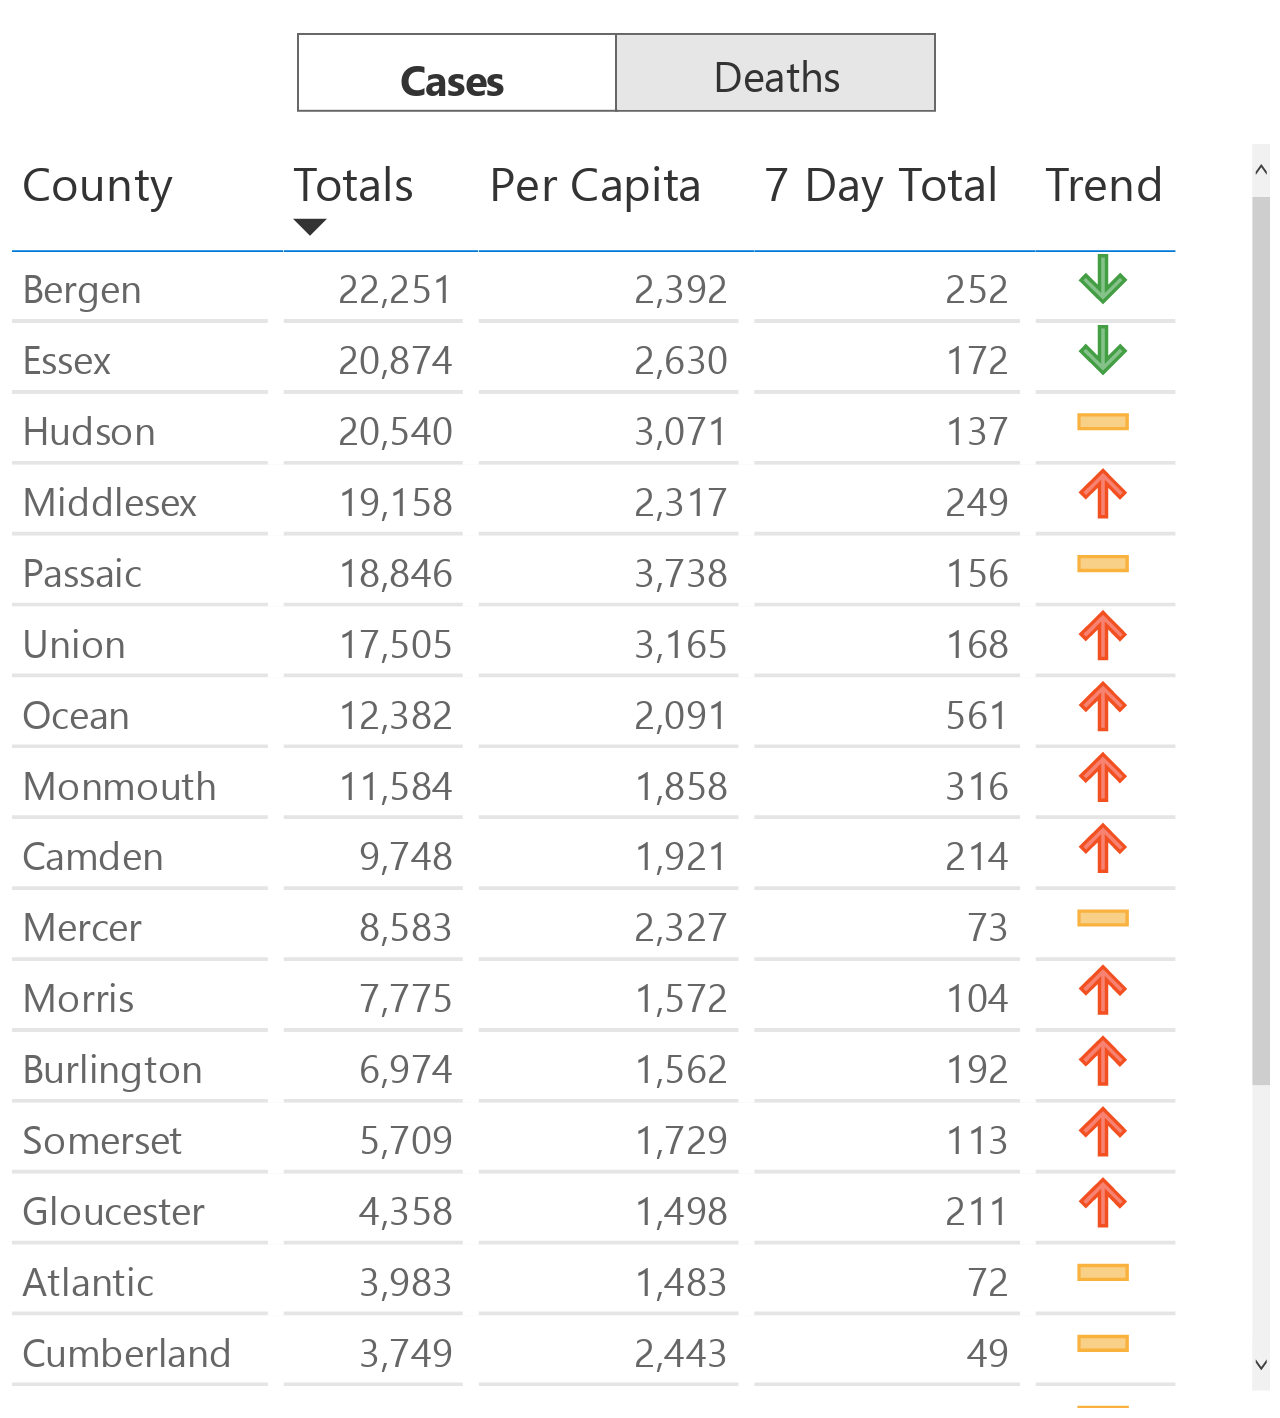 Cases Deaths
County Totals Per Capita 7 Day Total Trend
Bergen 22,251 2,392 252
Essex 20,874 2,630 172
Hudson 20,540 3,071 137
Middlesex 19,158 2,317 249
Passaic 18,846 3,738 156
Union 17,505 3,165 168
Ocean 12,382 2,091 561
Monmouth 11,584 1,858 316
Camden 9,748 1,921 214
Mercer 8,583 2,327 73
Morris 7,775 1,572 104
Burlington 6,974 1,562 192
Somerset 5,709 1,729 113
Gloucester 4,358 1,498 211
Atlantic 3,983 1,483 72
Cumberland 3,749 2,443 49